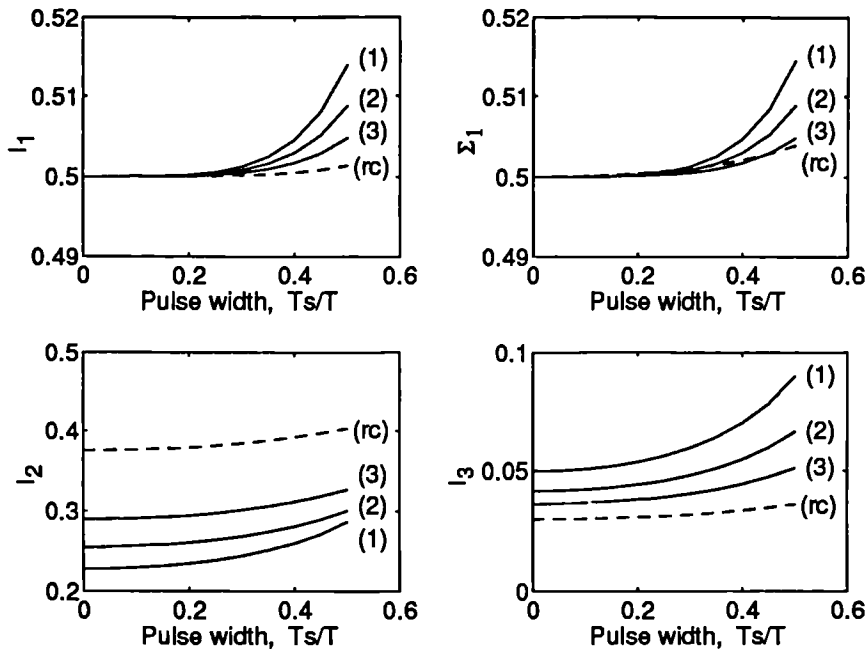 0.52
0.51
0.5
0.49
I1
(1)
(2)
(3)
(rc)
0 0.2 0.4 0.6
Pulse width, Ts/T
0.52
0.51
0.5
0.49
Σ1
(1)
(2)
(3)
(rc)
0 0.2 0.4 0.6
Pulse width, Ts/T
0.5
0.4
0.3
0.2
I2
(rc)
(3)
(2)
(1)
0 0.2 0.4 0.6
Pulse width, Ts/T
0.1
0.05
0
I3
(1)
(2)
(3)
(rc)
0 0.2 0.4 0.6
Pulse width, Ts/T